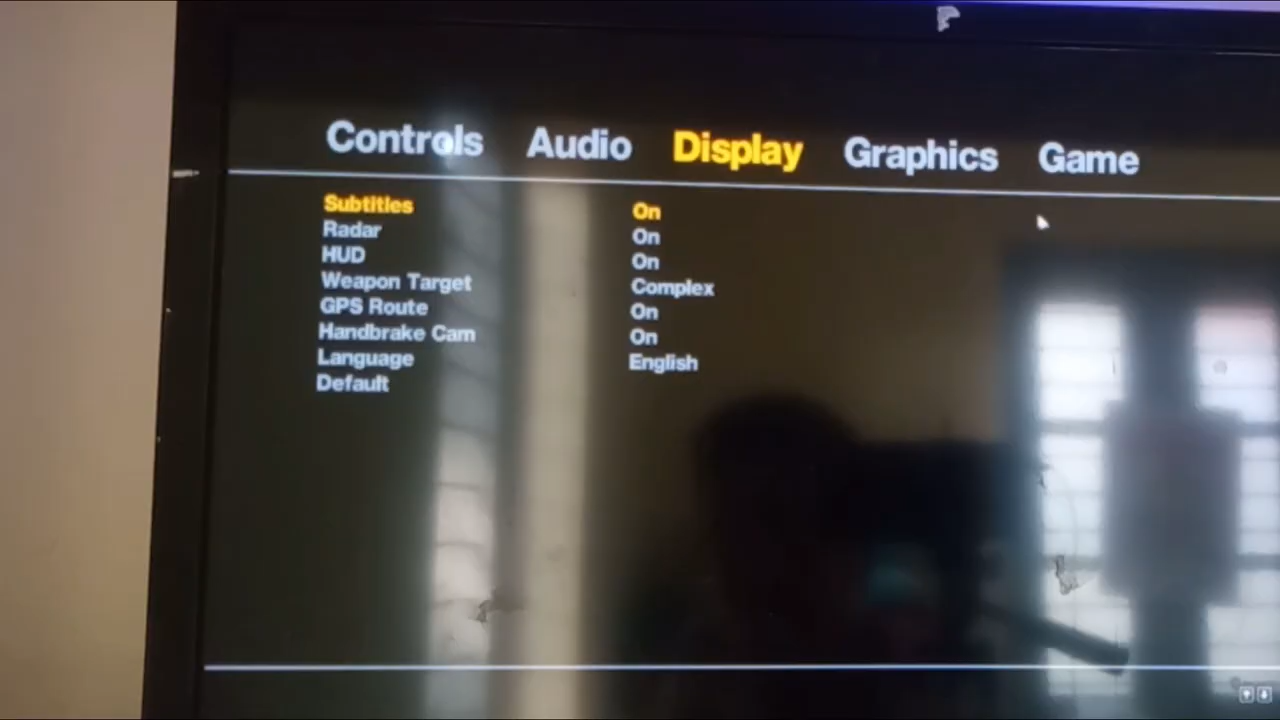 Controls Audio Display Graphics Game
Subtitles On
Radar On
HUD On
Weapon Target Complex
GPS Route On
Handbrake Cam On
Language English
Default